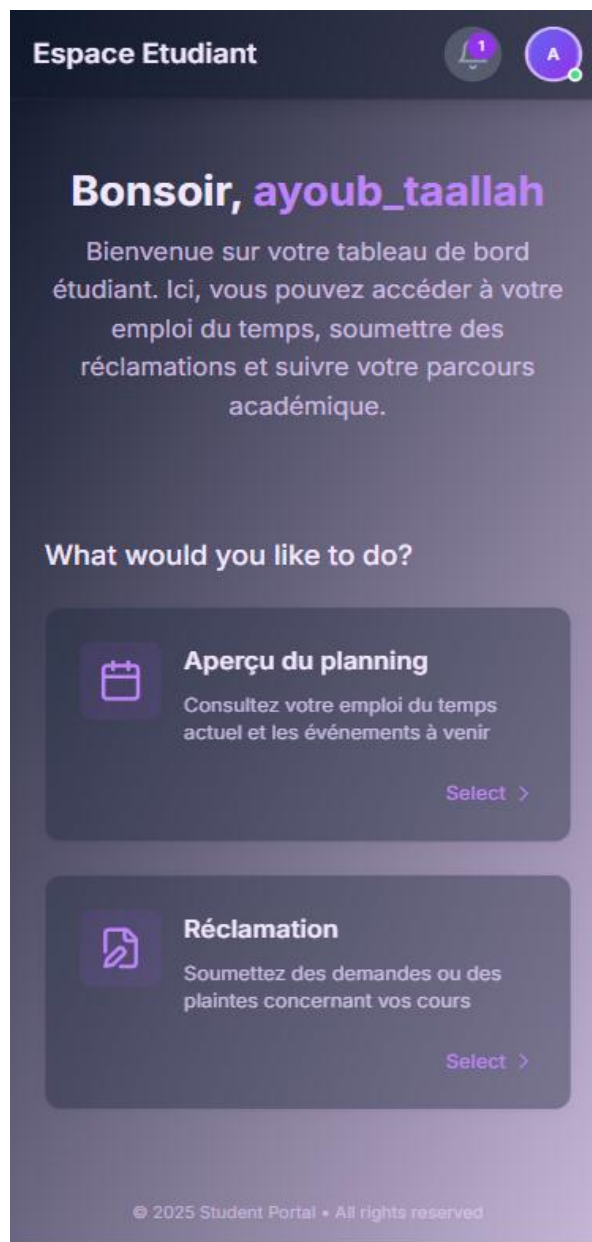 Espace Etudiant
1
A
Bonsoir, ayoub_taallah
Bienvenue sur votre tableau de bord
étudiant. Ici, vous pouvez accéder à votre
emploi du temps, soumettre des
réclamations et suivre votre parcours
académique.
What would you like to do?
Aperçu du planning
Consultez votre emploi du temps
actuel et les événements à venir
Select
Réclamation
Soumettez des demandes ou des
plaintes concernant vos cours
Select
© 2025 Student Portal • All rights reserved